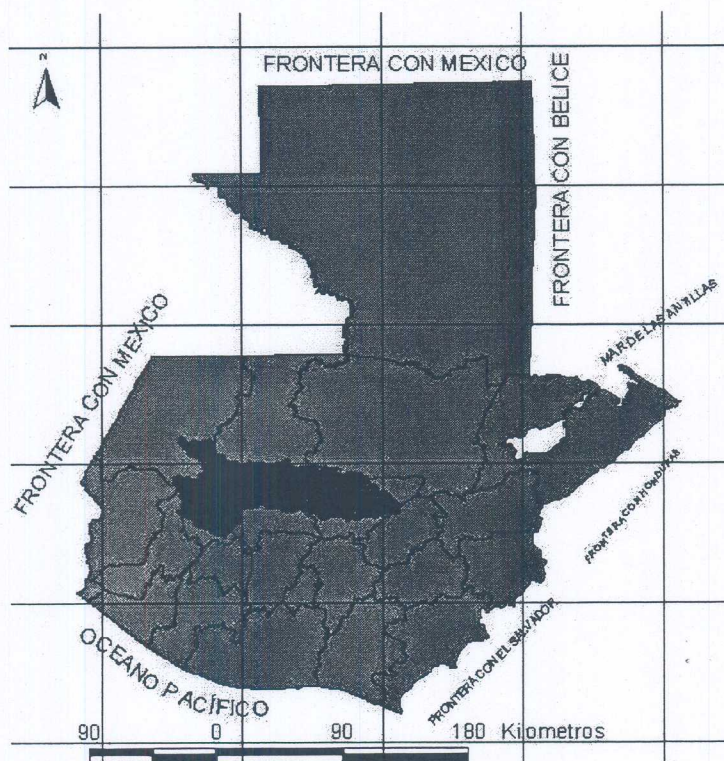 N
FRONTERA CON MEXICO
FRONTERA CON BELICE
MAR DE LAS ANTILLAS
FRONTERA CON MEXICO
FRONTERA CON HONDURAS
FRONTERA CON EL SALVADOR
OCEANO PACÍFICO
90 0 90 180 Kilometros